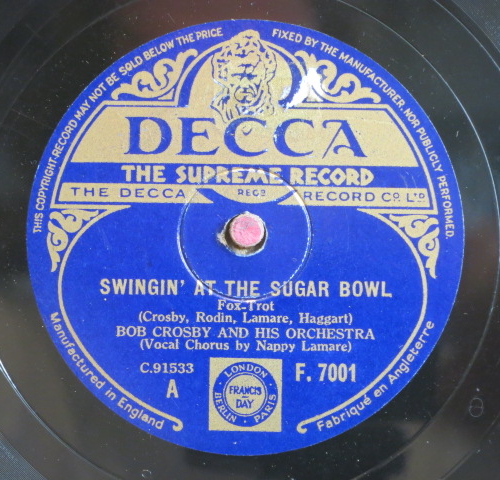 THIS COPYRIGHT RECORD MAY NOT BE SOLD BELOW THE PRICE FIXED BY THE MANUFACTURER, NOR PUBLICLY PERFORMED.
DECCA
THE SUPREME RECORD
THE DECCA REGD RECORD CO. LTD
SWINGIN' AT THE SUGAR BOWL
Fox-Trot
(Crosby, Rodin, Lamare, Haggart)
BOB CROSBY AND HIS ORCHESTRA
(Vocal Chorus by Nappy Lamare)
C.91533
A
LONDON · PARIS · BERLIN
FRANCIS
DAY
F. 7001
Manufactured in England
Fabriqué en Angleterre